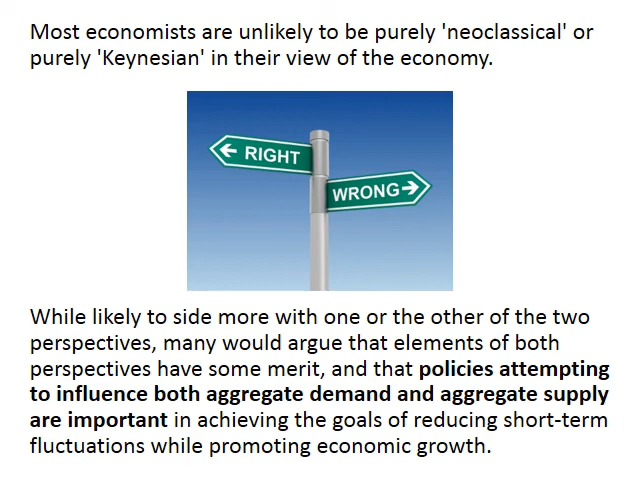 Most economists are unlikely to be purely 'neoclassical' or
purely 'Keynesian' in their view of the economy.
RIGHT
WRONG
While likely to side more with one or the other of the two
perspectives, many would argue that elements of both
perspectives have some merit, and that policies attempting
to influence both aggregate demand and aggregate supply
are important in achieving the goals of reducing short-term
fluctuations while promoting economic growth.